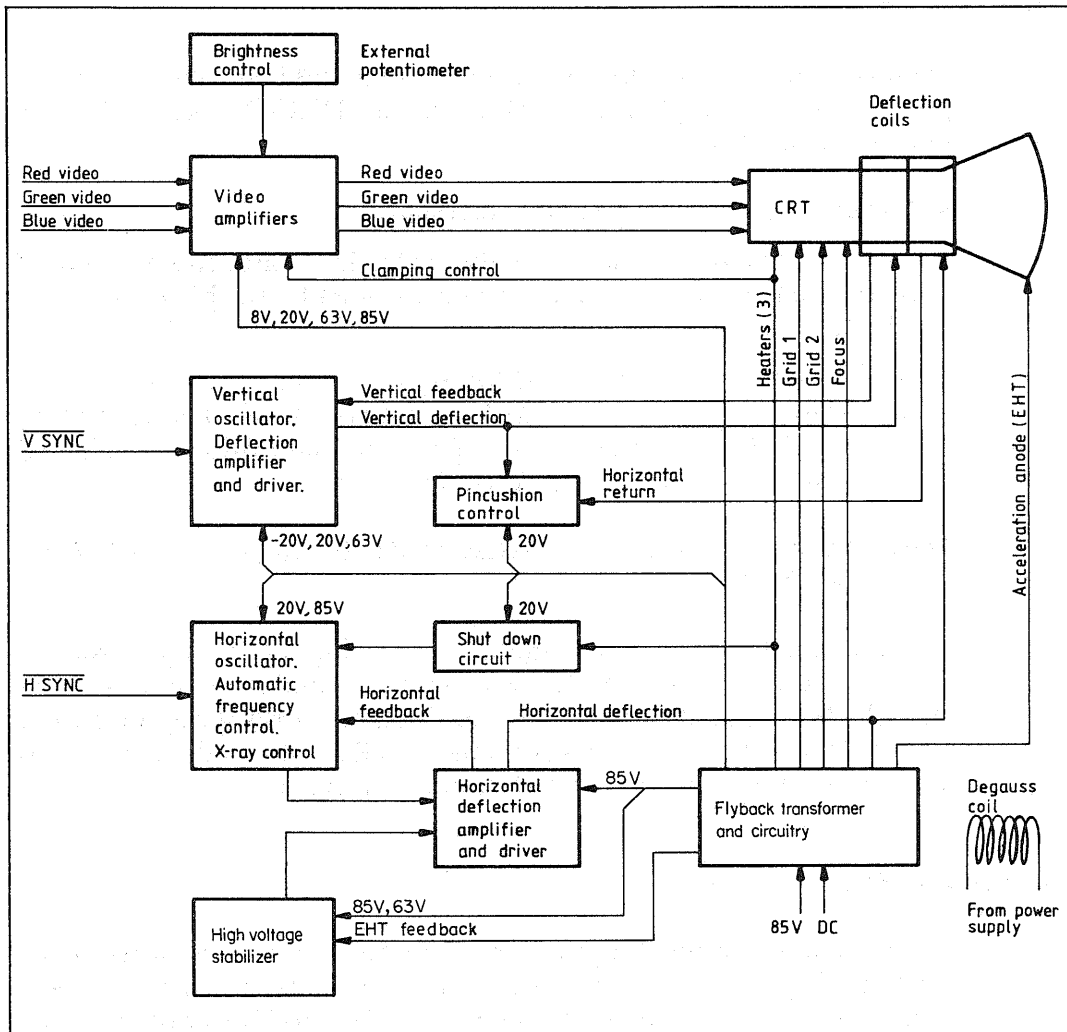 Brightness
control
External
potentiometer
Deflection
coils
Red video
Green video
Blue video
Video
amplifiers
Red video
Green video
Blue video
CRT
Clamping control
8V, 20V, 63V, 85V
Heaters (3)
Grid 1
Grid 2
Focus
Acceleration anode (EHT)
Vertical
oscillator.
Deflection
amplifier
and driver.
Vertical feedback
Vertical deflection
V SYNC
Pincushion
control
Horizontal
return
-20V, 20V, 63V
20V
20V, 85V
20V
Horizontal
oscillator.
Automatic
frequency
control.
X-ray control
Shut down
circuit
H SYNC
Horizontal
feedback
Horizontal deflection
Horizontal
deflection
amplifier
and driver
85V
Flyback transformer
and circuitry
Degauss
coil
From power
supply
85V DC
High voltage
stabilizer
85V, 63V
EHT feedback